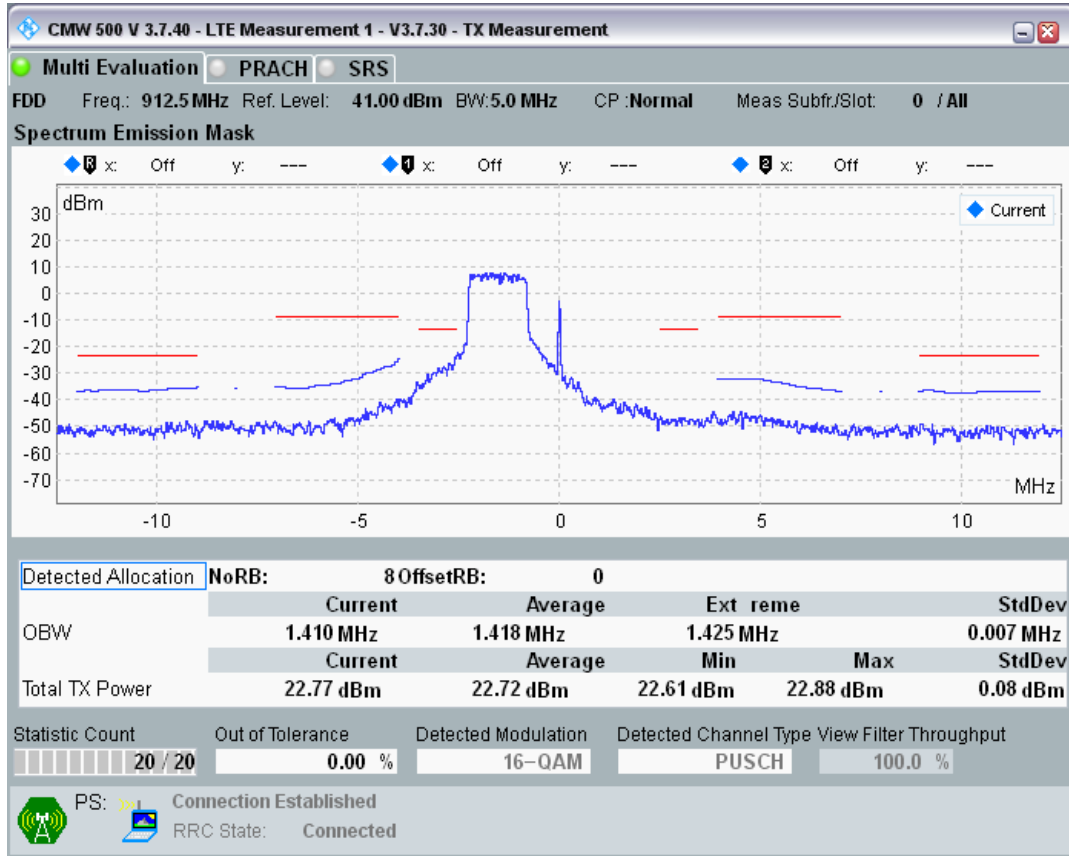 CMW 500 V 3.7.40 - LTE Measurement 1 - V3.7.30 - TX Measurement
Multi Evaluation PRACH SRS
FDD Freq.: 912.5 MHz Ref. Level: 41.00 dBm BW: 5.0 MHz CP :Normal Meas Subfr./Slot: 0 / All
Spectrum Emission Mask
R x: Off y: --- 1 x: Off y: --- 2 x: Off y: ---
dBm
Current
30
20
10
0
-10
-20
-30
-40
-50
-60
-70
MHz
-10 -5 0 5 10
Detected Allocation NoRB: 8 OffsetRB: 0
Current Average Ext reme StdDev
OBW 1.410 MHz 1.418 MHz 1.425 MHz 0.007 MHz
Current Average Min Max StdDev
Total TX Power 22.77 dBm 22.72 dBm 22.61 dBm 22.88 dBm 0.08 dBm
Statistic Count Out of Tolerance Detected Modulation Detected Channel Type View Filter Throughput
20 / 20 0.00 % 16-QAM PUSCH 100.0 %
PS: Connection Established
RRC State: Connected